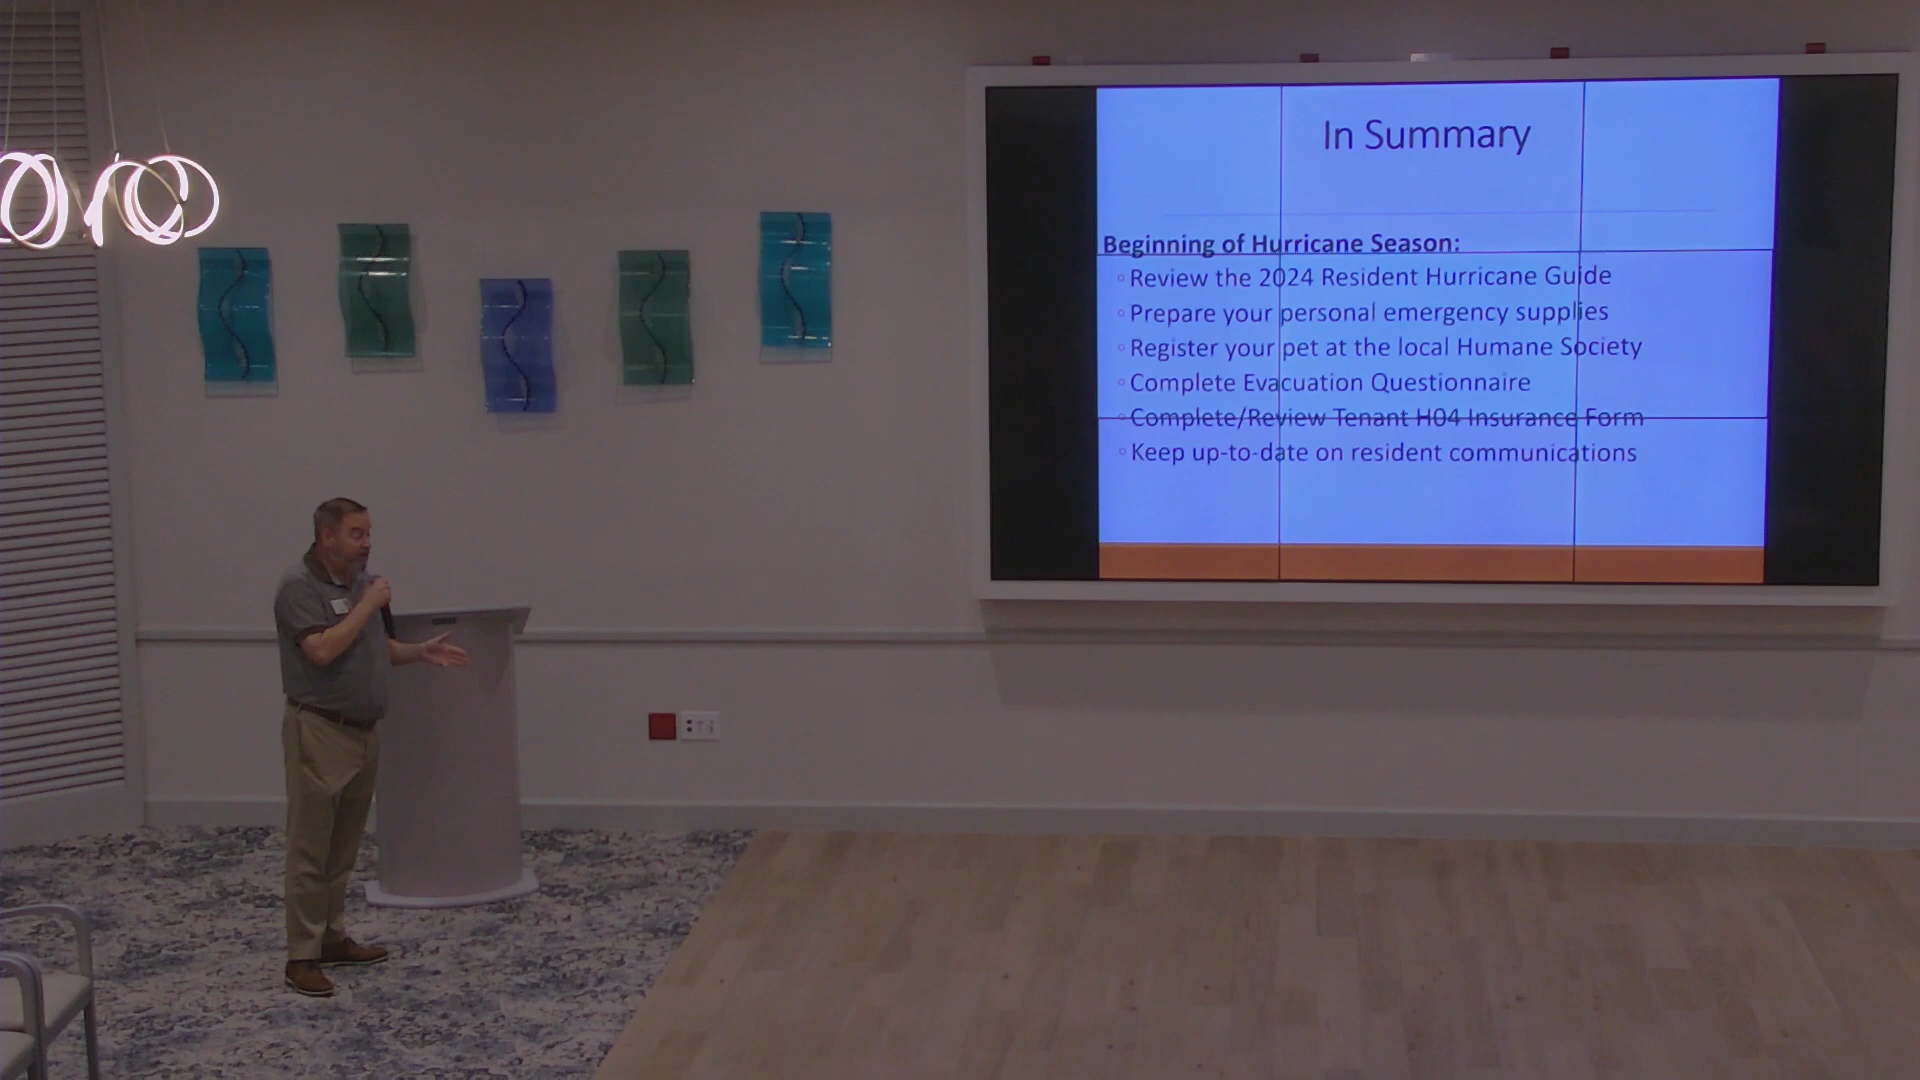 In Summary
Beginning of Hurricane Season:
Review the 2024 Resident Hurricane Guide
Prepare your personal emergency supplies
Register your pet at the local Humane Society
Complete Evacuation Questionnaire
Complete/Review Tenant H04 Insurance Form
Keep up-to-date on resident communications